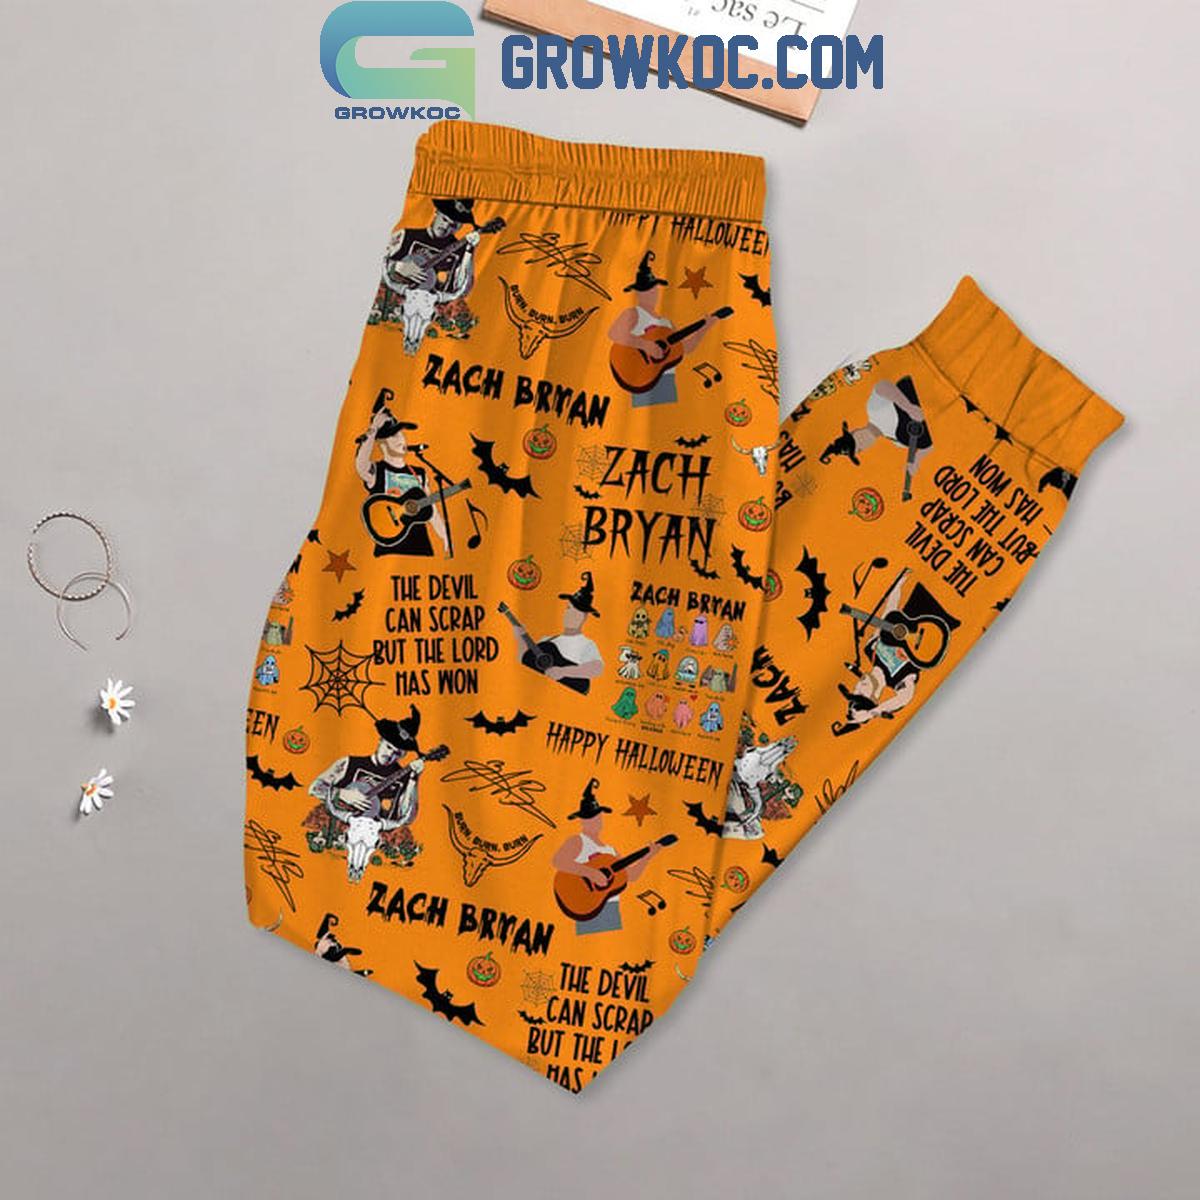 Le sac
GROWKOC
GROWKOC.COM
HAPPY HALLOWEEN
BURN, BURN, BURN
ZACH BRYAN
ZACH
BRYAN
THE DEVIL
CAN SCRAP
BUT THE LORD
HAS WON
ZACH BRYAN
HAPPY HALLOWEEN
EEN
BURN, BURN, BURN
ZACH BRYAN
THE DEVIL
CAN SCRAP
BUT THE L
HAS
THE DEVIL
CAN SCRAP
BUT THE LORD
HAS WON
HAS
ZACH